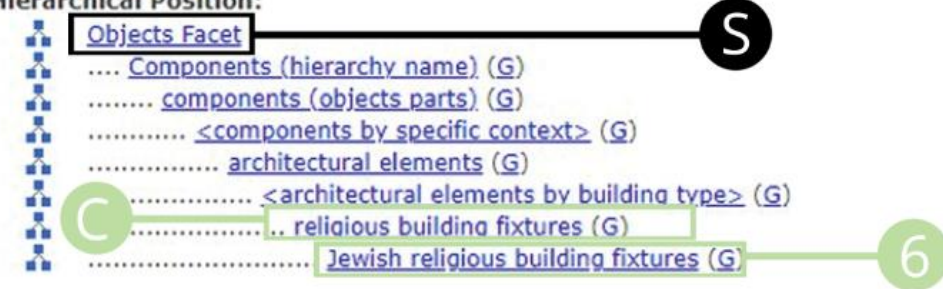 Hierarchical Position:
Objects Facet S
.... Components (hierarchy name) (G)
........ components (objects parts) (G)
............ <components by specific context> (G)
................ architectural elements (G)
.................... <architectural elements by building type> (G)
C ........................ religious building fixtures (G)
............................ Jewish religious building fixtures (G) 6